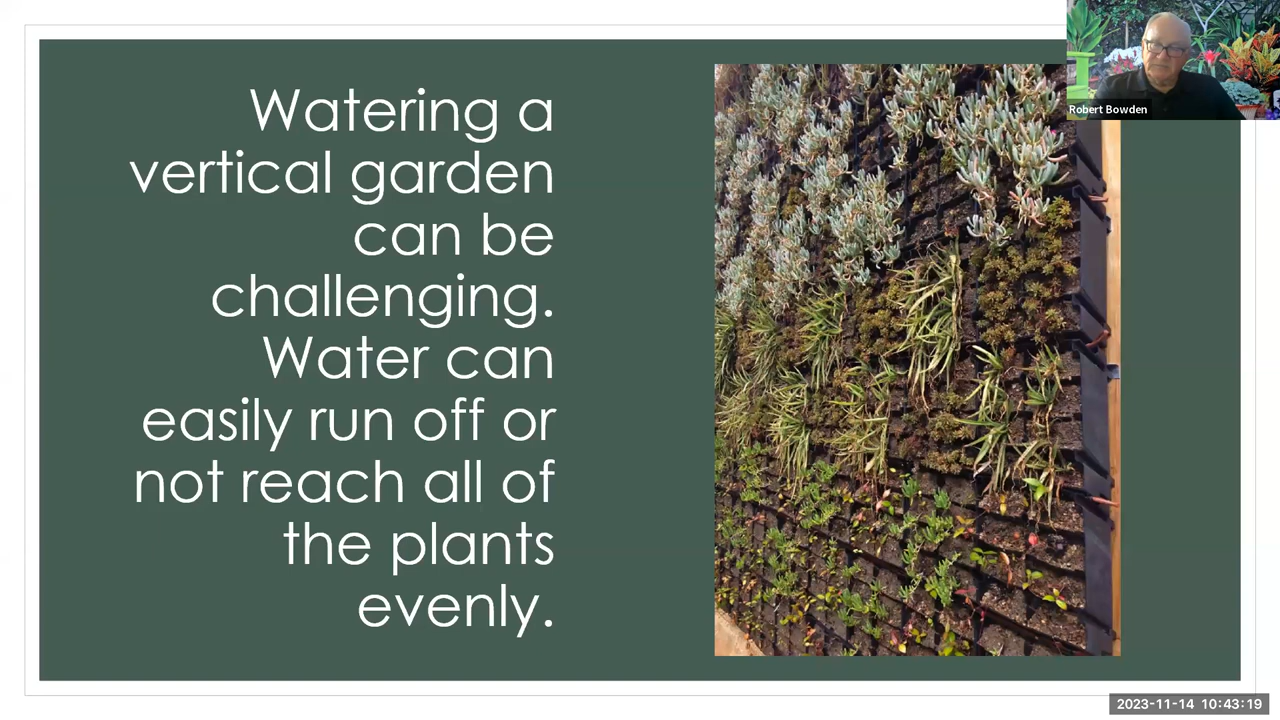 Watering a
vertical garden
can be
challenging.
Water can
easily run off or
not reach all of
the plants
evenly.
Robert Bowden
2023-11-14 10:43:19